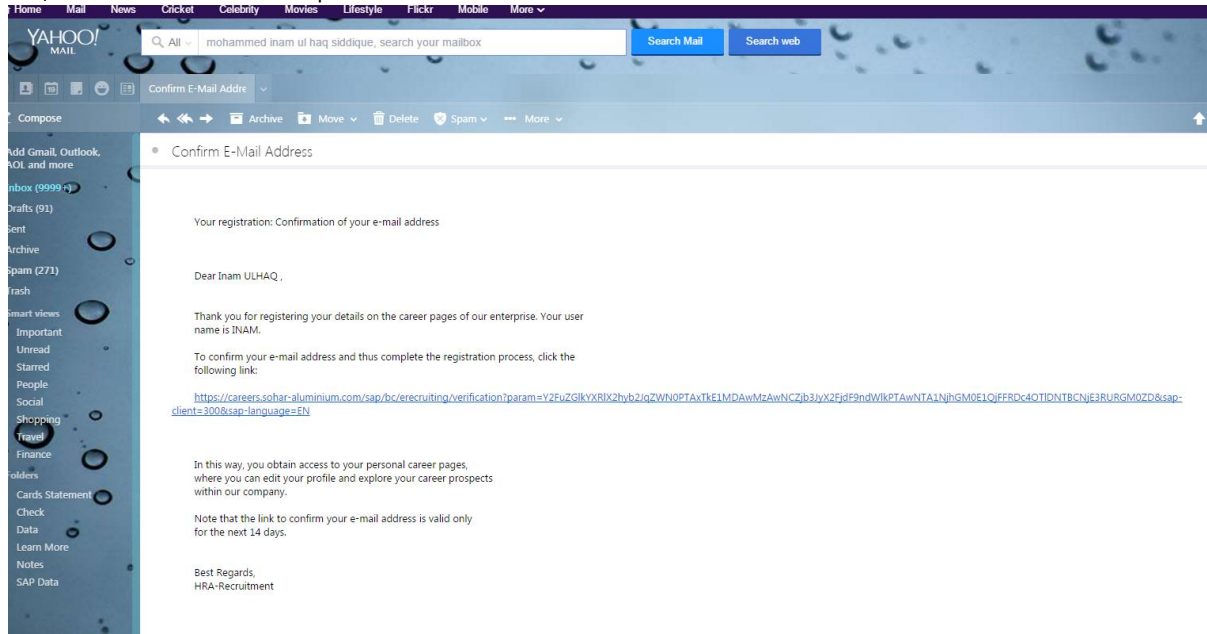 Home Mail News Cricket Celebrity Movies Lifestyle Flickr Mobile More
YAHOO!
MAIL
All mohammed inam ul haq siddique, search your mailbox Search Mail Search web
19 Confirm E-Mail Addre
Compose Archive Move Delete Spam More
Add Gmail, Outlook,
AOL and more
Confirm E-Mail Address
Inbox (9999+)
Drafts (91)
Sent
Archive
Spam (271)
Trash
Smart views
Important
Unread
Starred
People
Social
Shopping
Travel
Finance
Folders
Cards Statement
Check
Data
Learn More
Notes
SAP Data
Your registration: Confirmation of your e-mail address
Dear Inam ULHAQ ,
Thank you for registering your details on the career pages of our enterprise. Your user
name is INAM.
To confirm your e-mail address and thus complete the registration process, click the
following link:
https://careers.sohar-aluminium.com/sap/bc/erecruiting/verification?param=Y2FuZGlkYXRlX2hyb2JqZWN0PTAxTkE1MDAwMzAwNCZjb3JyX2FjdF9ndWlkPTAwNTA1NjhGM0E1QjFFRDc4OTlDNTBCNjE3RURGM0ZD&sap-
client=300&sap-language=EN
In this way, you obtain access to your personal career pages,
where you can edit your profile and explore your career prospects
within our company.
Note that the link to confirm your e-mail address is valid only
for the next 14 days.
Best Regards,
HRA-Recruitment